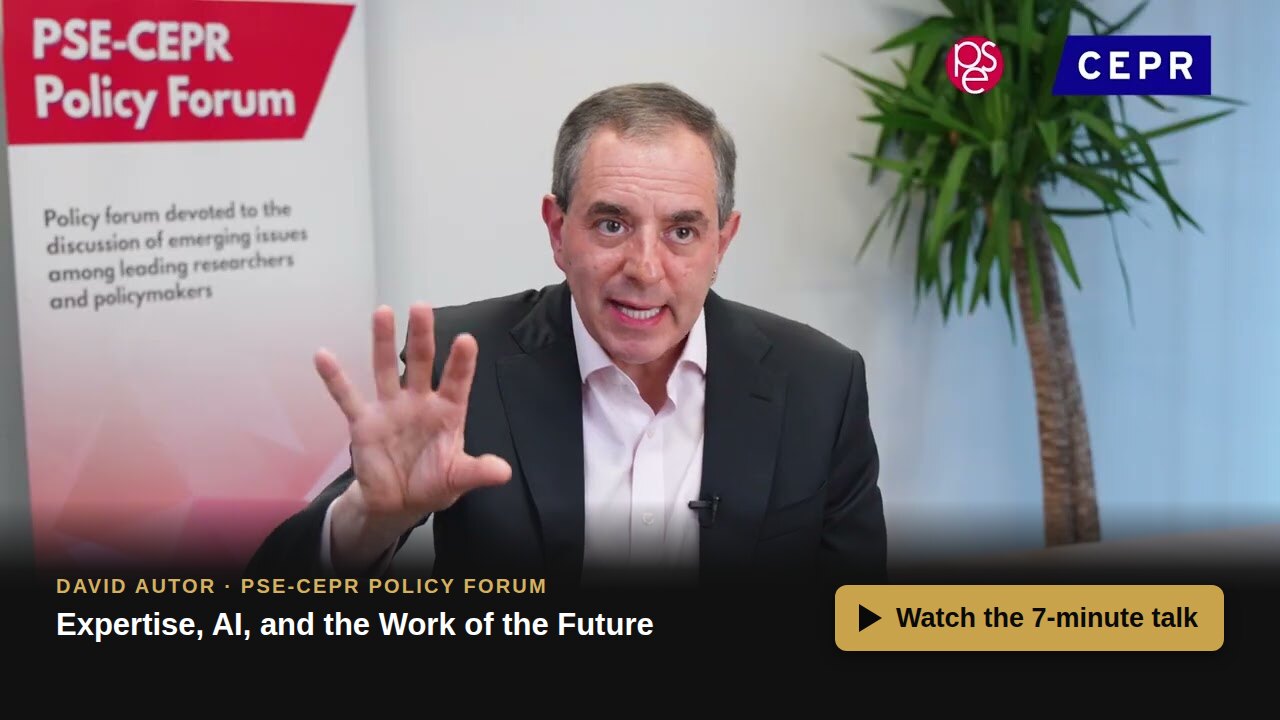 PSE-CEPR
Policy Forum
Policy forum devoted to the
discussion of emerging issues
among leading researchers
and policymakers
pse
CEPR
DAVID AUTOR · PSE-CEPR POLICY FORUM
Expertise, AI, and the Work of the Future
Watch the 7-minute talk